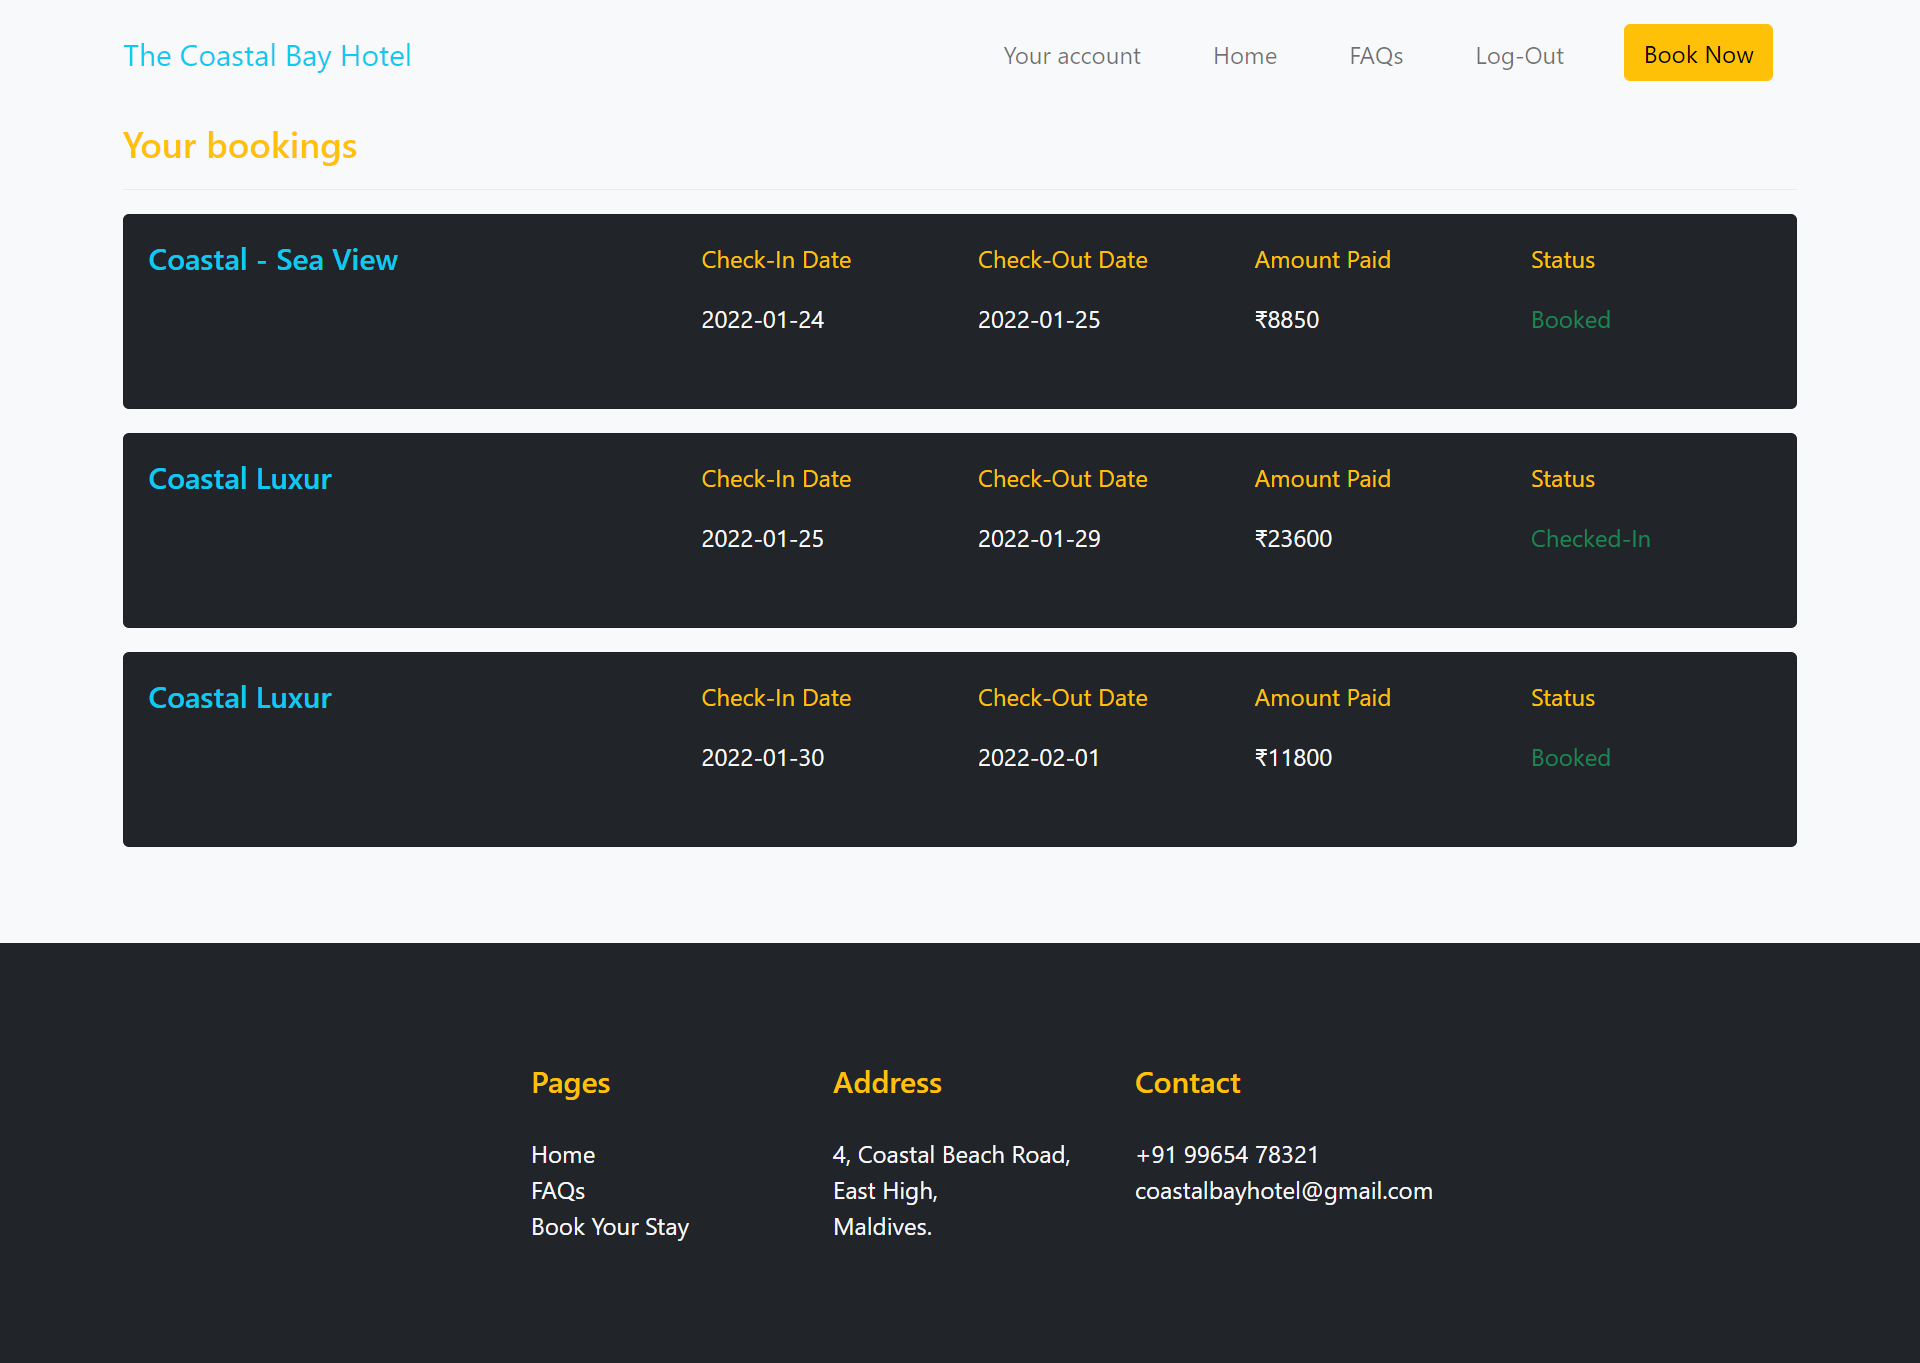 The Coastal Bay Hotel Your account Home FAQs Log-Out Book Now
Your bookings
Coastal - Sea View Check-In Date Check-Out Date Amount Paid Status
2022-01-24 2022-01-25 ₹8850 Booked
Coastal Luxur Check-In Date Check-Out Date Amount Paid Status
2022-01-25 2022-01-29 ₹23600 Checked-In
Coastal Luxur Check-In Date Check-Out Date Amount Paid Status
2022-01-30 2022-02-01 ₹11800 Booked
Pages
Home
FAQs
Book Your Stay
Address
4, Coastal Beach Road,
East High,
Maldives.
Contact
+91 99654 78321
coastalbayhotel@gmail.com